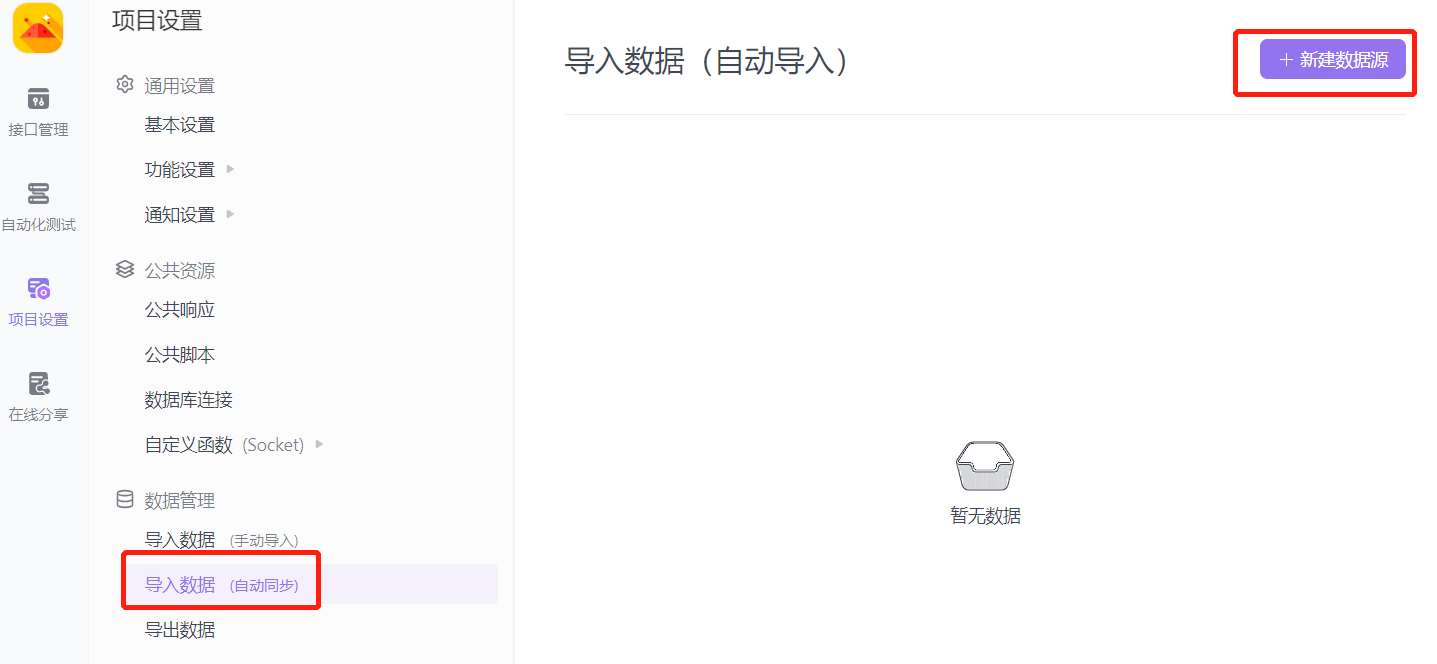 接口管理
自动化测试
项目设置
在线分享
项目设置
通用设置
基本设置
功能设置
通知设置
公共资源
公共响应
公共脚本
数据库连接
自定义函数 (Socket)
数据管理
导入数据 (手动导入)
导入数据 (自动同步)
导出数据
导入数据（自动导入）
+ 新建数据源
暂无数据